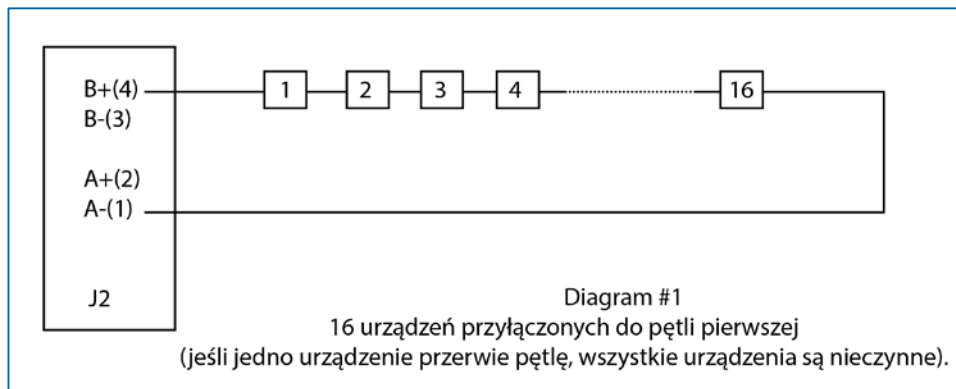 B+(4)
1 2 3 4 16
B-(3)
A+(2)
A-(1)
J2
Diagram #1
16 urządzeń przyłączonych do pętli pierwszej
(jeśli jedno urządzenie przerwie pętlę, wszystkie urządzenia są nieczynne).